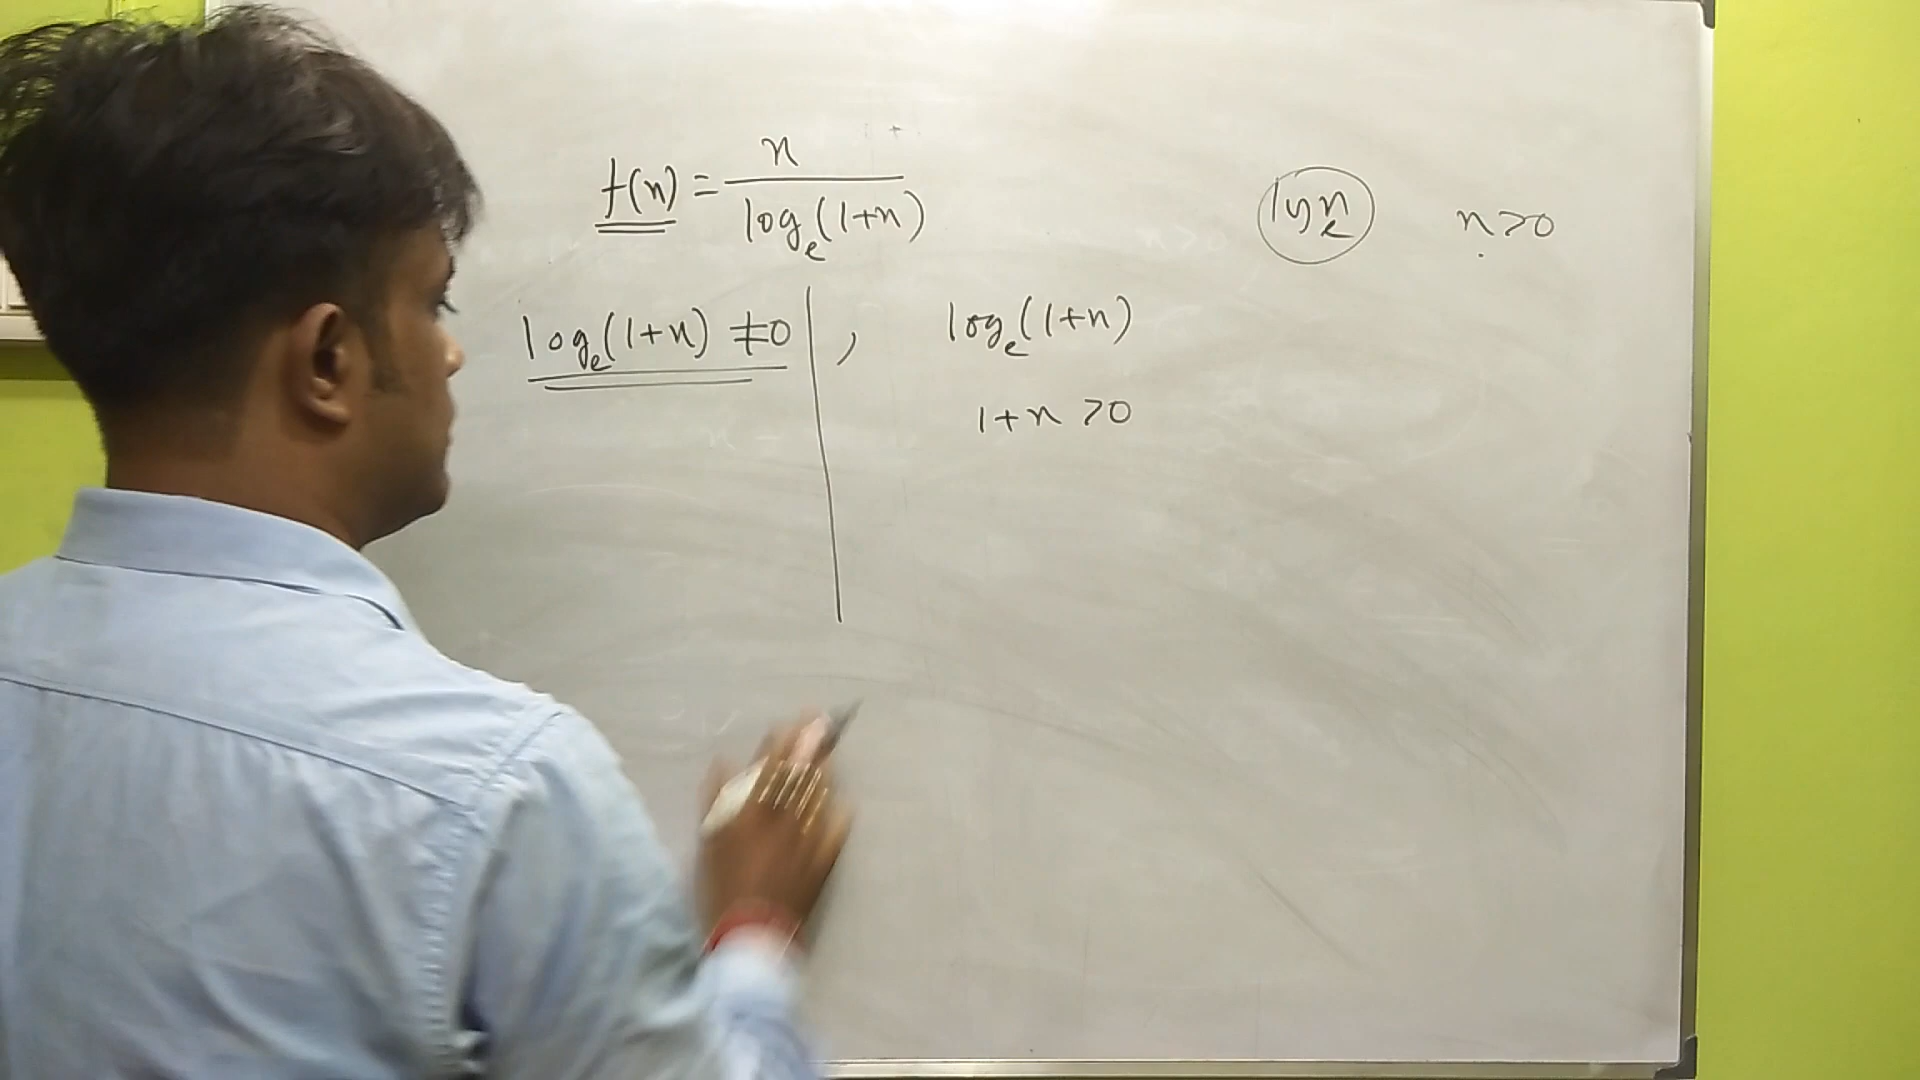 f(n) = n / log_e(1+n)
log_e n    n>0
log_e(1+n) ≠0 ,    log_e(1+n)
1+n >0